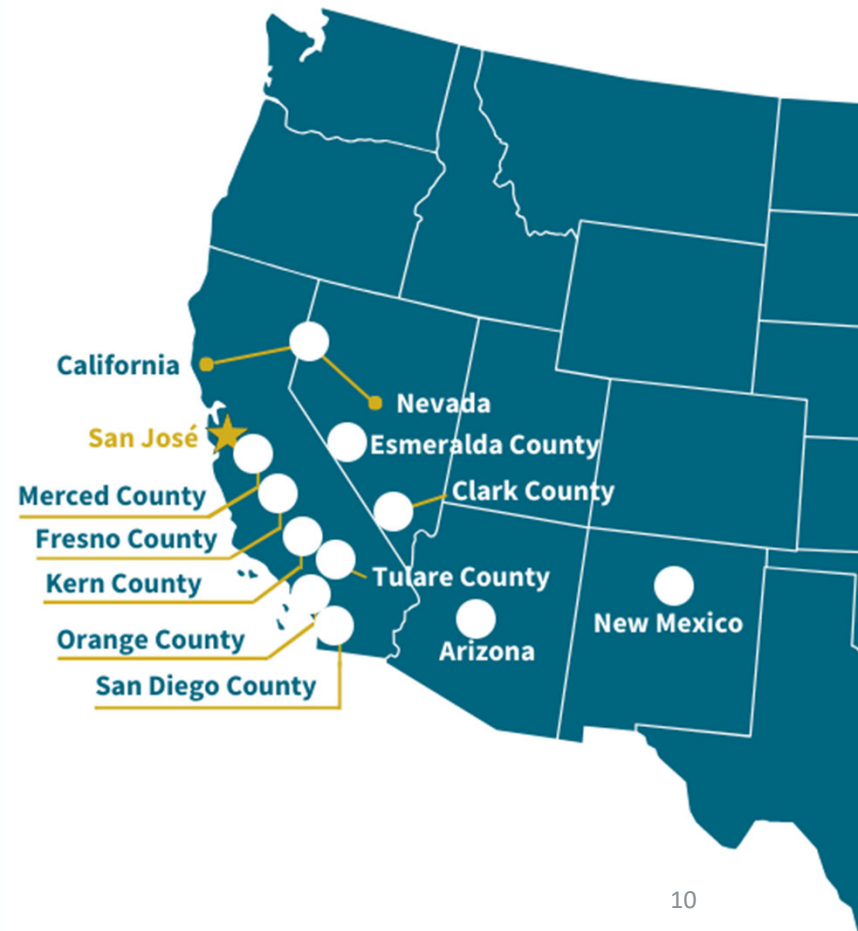 California
Nevada
San José
Esmeralda County
Merced County
Clark County
Fresno County
Kern County
Tulare County
New Mexico
Orange County
Arizona
San Diego County
10